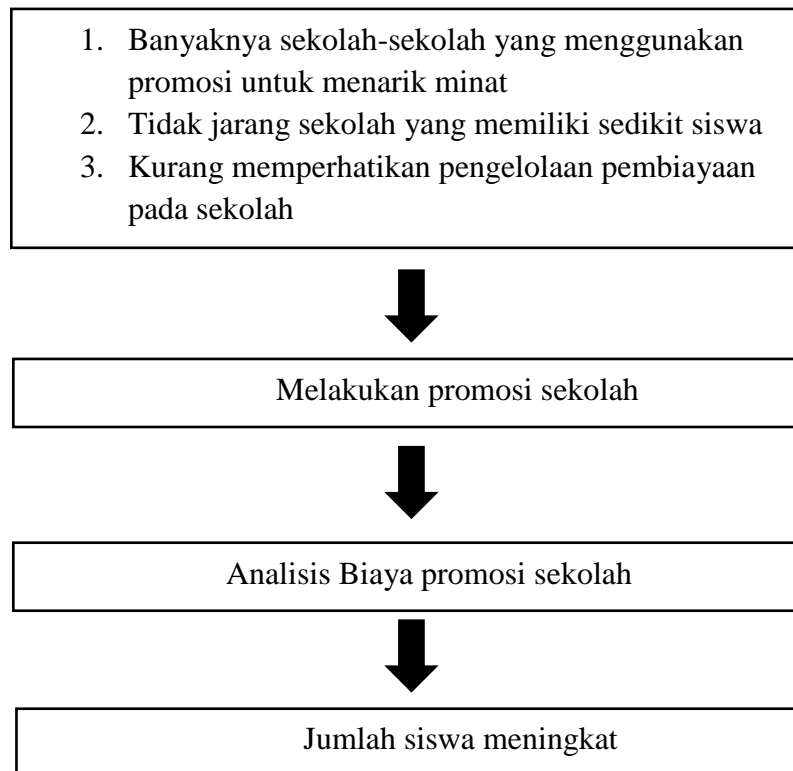 1. Banyaknya sekolah-sekolah yang menggunakan
promosi untuk menarik minat
2. Tidak jarang sekolah yang memiliki sedikit siswa
3. Kurang memperhatikan pengelolaan pembiayaan
pada sekolah
Melakukan promosi sekolah
Analisis Biaya promosi sekolah
Jumlah siswa meningkat